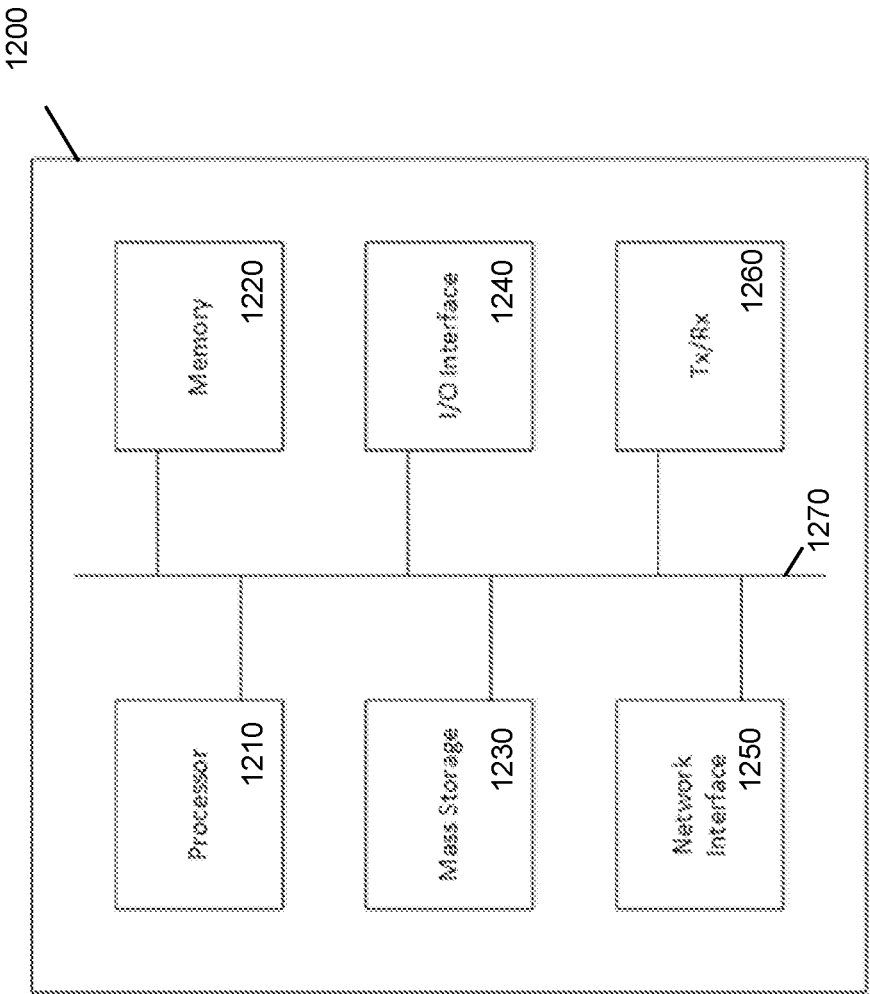 1200
Processor
1210
Memory
1220
Mass Storage
1230
I/O Interface
1240
Network
Interface
1250
Tx/Rx
1260
1270